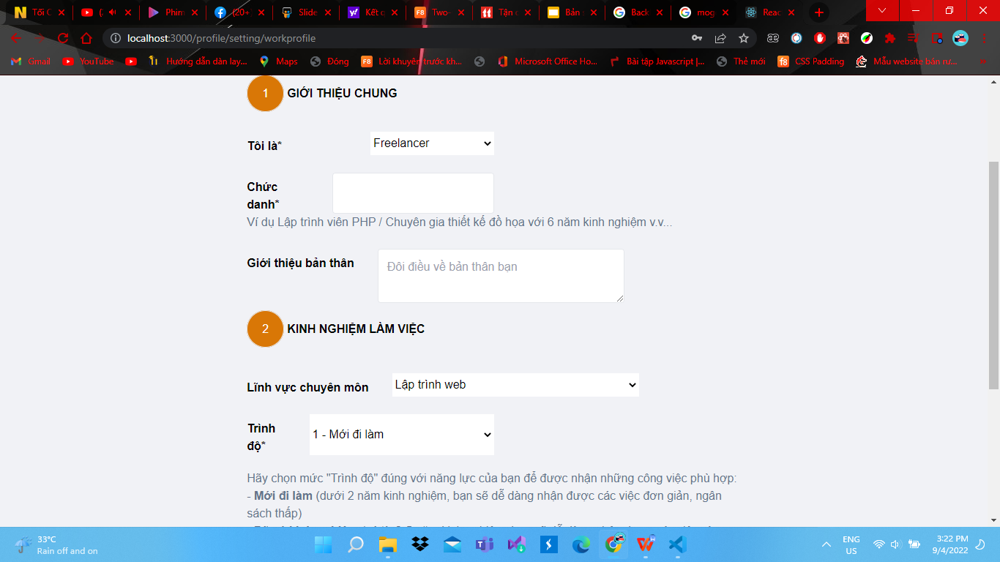 Tối C
(
Phim
(20+
Slide
Kết q
Two-
Tận
Bản
Back
mog
Reac
localhost:3000/profile/setting/workprofile
Gmail
YouTube
Hướng dẫn dàn lay...
Maps
Đóng
Lời khuyên trước kh...
Microsoft Office Ho...
Bài tập Javascript |...
Thẻ mới
CSS Padding
Mẫu website bán rư...
1 GIỚI THIỆU CHUNG
Tôi là* Freelancer
Chức
danh*
Ví dụ Lập trình viên PHP / Chuyên gia thiết kế đồ họa với 6 năm kinh nghiệm v.v...
Giới thiệu bản thân Đôi điều về bản thân bạn
2 KINH NGHIỆM LÀM VIỆC
Lĩnh vực chuyên môn Lập trình web
Trình
độ* 1 - Mới đi làm
Hãy chọn mức "Trình độ" đúng với năng lực của bạn để được nhận những công việc phù hợp:
- Mới đi làm (dưới 2 năm kinh nghiệm, bạn sẽ dễ dàng nhận được các việc đơn giản, ngân
sách thấp)
33°C
Rain off and on
ENG
US
3:22 PM
9/4/2022